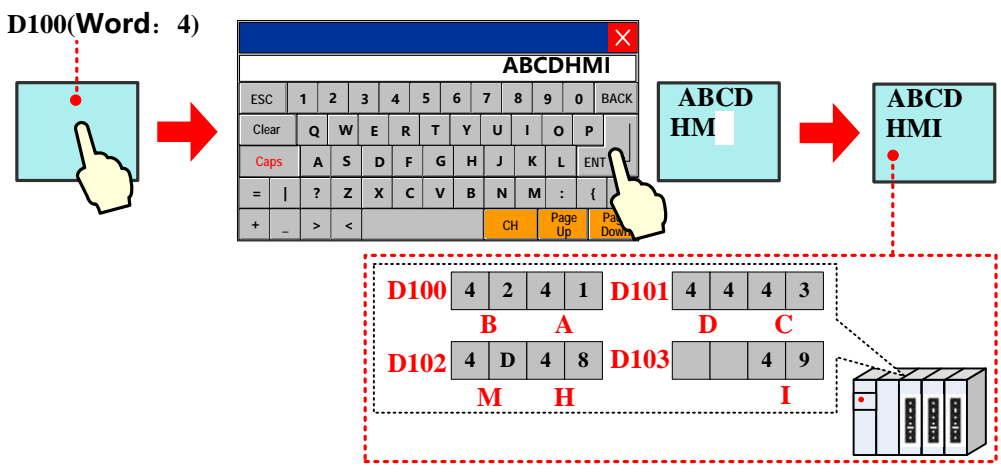 D100(Word：4)
ABCDHMI
ESC 1 2 3 4 5 6 7 8 9 0 BACK
Clear Q W E R T Y U I O P
Caps A S D F G H J K L ENT
= | ? Z X C V B N M : {
+ _ > < CH Page Up Page Down
ABCD
HM
ABCD
HMI
D100 4 2 4 1 D101 4 4 4 3
B A D C
D102 4 D 4 8 D103 4 9
M H I